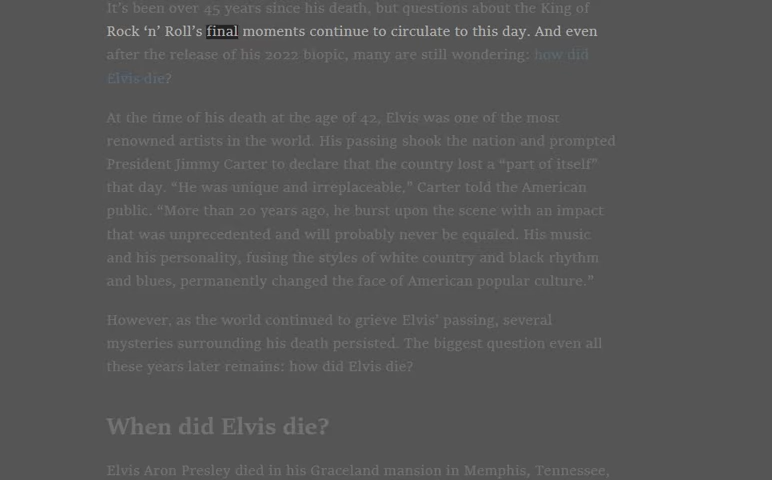 It's been over 45 years since his death, but questions about the King of
Rock ‘n’ Roll’s final moments continue to circulate to this day. And even
after the release of his 2022 biopic, many are still wondering: how did
Elvis die?
At the time of his death at the age of 42, Elvis was one of the most
renowned artists in the world. His passing shook the nation and prompted
President Jimmy Carter to declare that the country lost a “part of itself”
that day. “He was unique and irreplaceable,” Carter told the American
public. “More than 20 years ago, he burst upon the scene with an impact
that was unprecedented and will probably never be equaled. His music
and his personality, fusing the styles of white country and black rhythm
and blues, permanently changed the face of American popular culture.”
However, as the world continued to grieve Elvis’ passing, several
mysteries surrounding his death persisted. The biggest question even all
these years later remains: how did Elvis die?
When did Elvis die?
Elvis Aron Presley died in his Graceland mansion in Memphis, Tennessee,